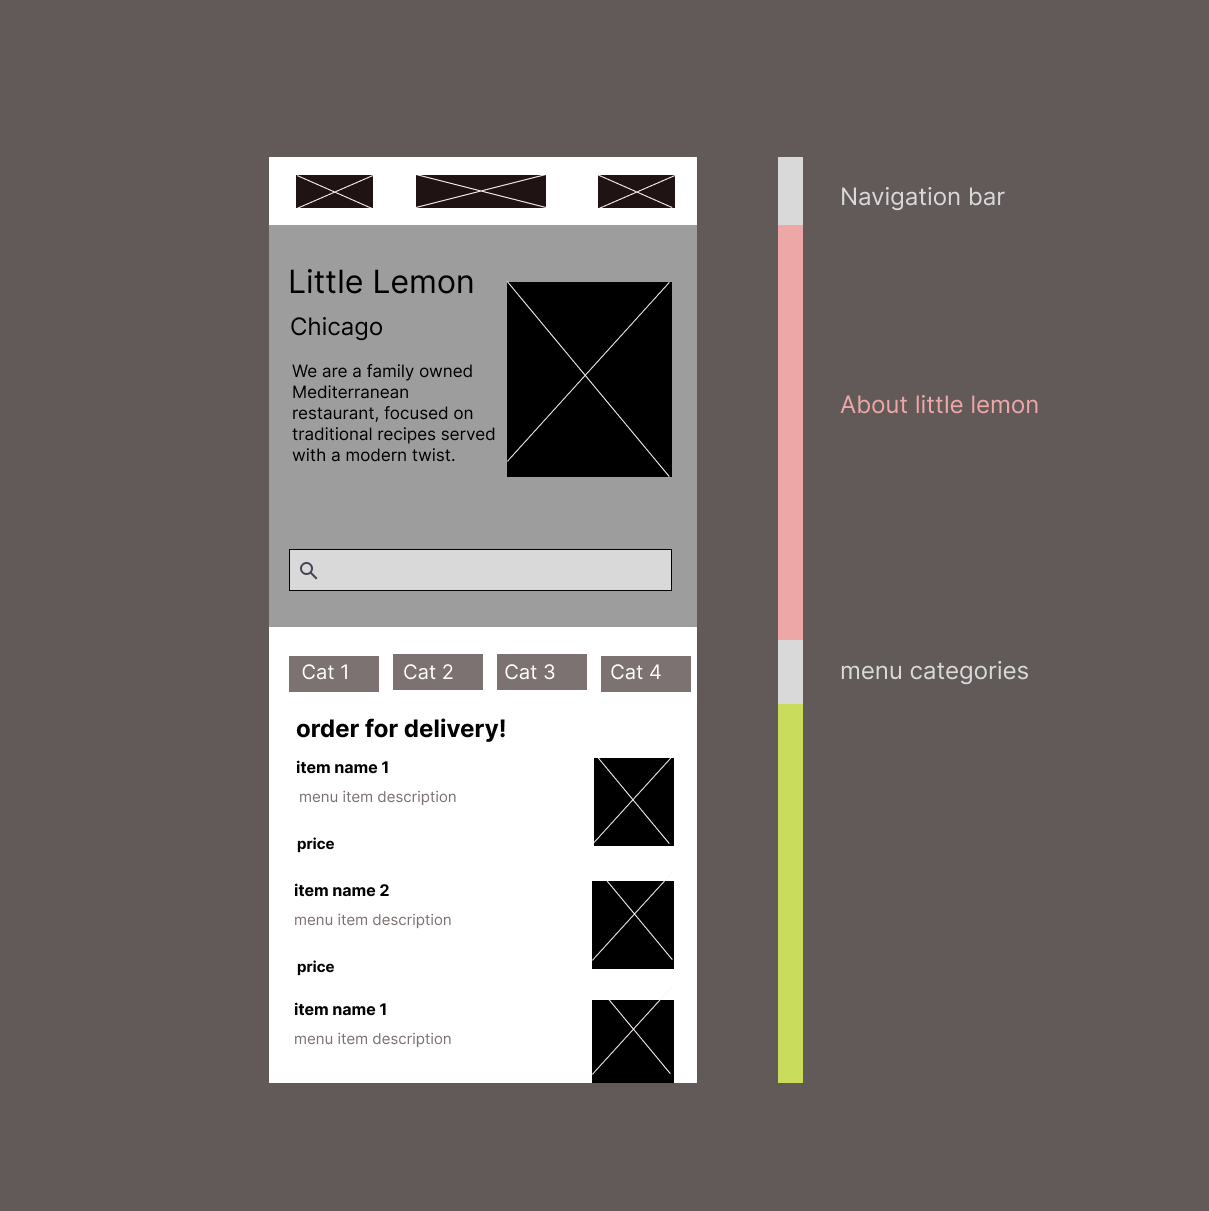 Navigation bar
Little Lemon
Chicago
We are a family owned
Mediterranean
restaurant, focused on
traditional recipes served
with a modern twist.
About little lemon
Cat 1
Cat 2
Cat 3
Cat 4
menu categories
order for delivery!
item name 1
menu item description
price
item name 2
menu item description
price
item name 1
menu item description